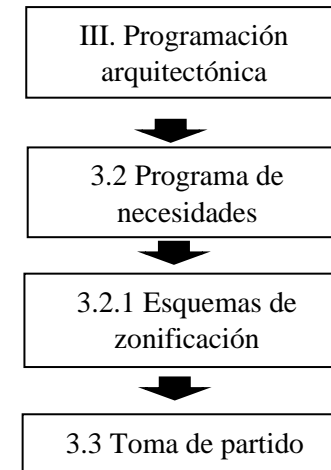 III. Programación
arquitectónica
3.2 Programa de
necesidades
3.2.1 Esquemas de
zonificación
3.3 Toma de partido